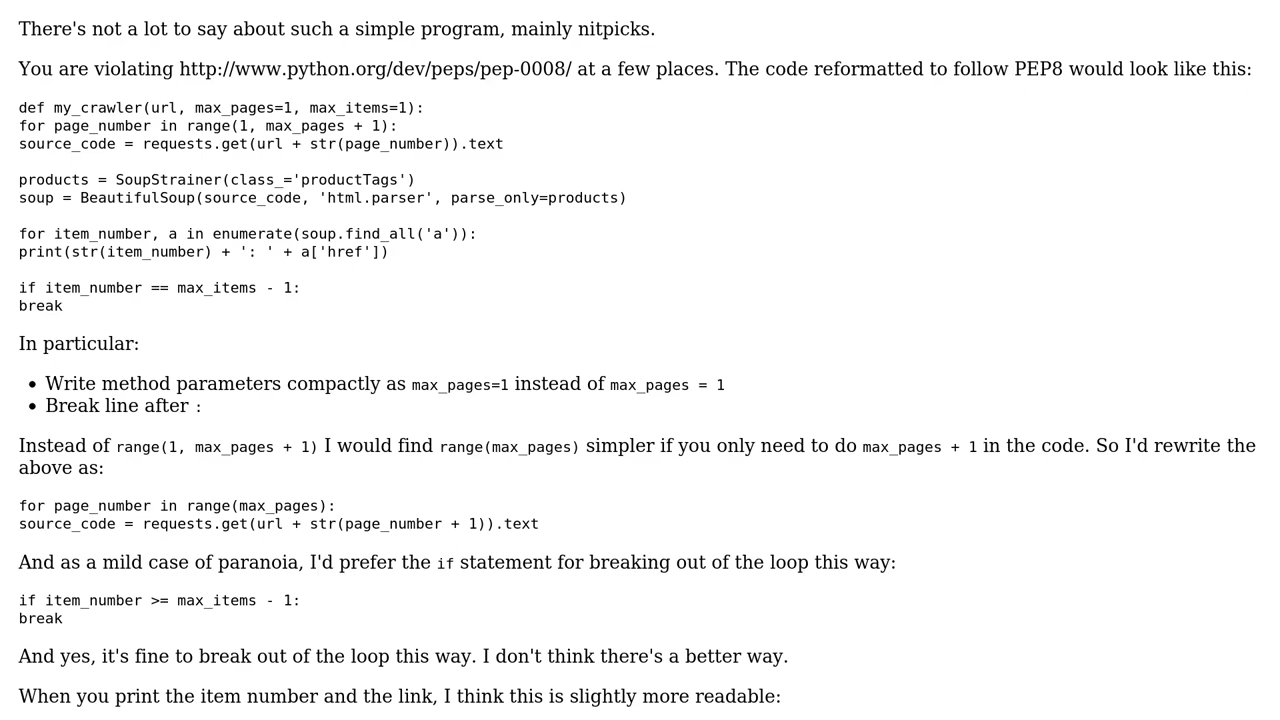 There's not a lot to say about such a simple program, mainly nitpicks.
You are violating http://www.python.org/dev/peps/pep-0008/ at a few places. The code reformatted to follow PEP8 would look like this:
def my_crawler(url, max_pages=1, max_items=1):
for page_number in range(1, max_pages + 1):
source_code = requests.get(url + str(page_number)).text
products = SoupStrainer(class_='productTags')
soup = BeautifulSoup(source_code, 'html.parser', parse_only=products)
for item_number, a in enumerate(soup.find_all('a')):
print(str(item_number) + ': ' + a['href'])
if item_number == max_items - 1:
break
In particular:
• Write method parameters compactly as max_pages=1 instead of max_pages = 1
• Break line after :
Instead of range(1, max_pages + 1) I would find range(max_pages) simpler if you only need to do max_pages + 1 in the code. So I'd rewrite the
above as:
for page_number in range(max_pages):
source_code = requests.get(url + str(page_number + 1)).text
And as a mild case of paranoia, I'd prefer the if statement for breaking out of the loop this way:
if item_number >= max_items - 1:
break
And yes, it's fine to break out of the loop this way. I don't think there's a better way.
When you print the item number and the link, I think this is slightly more readable: